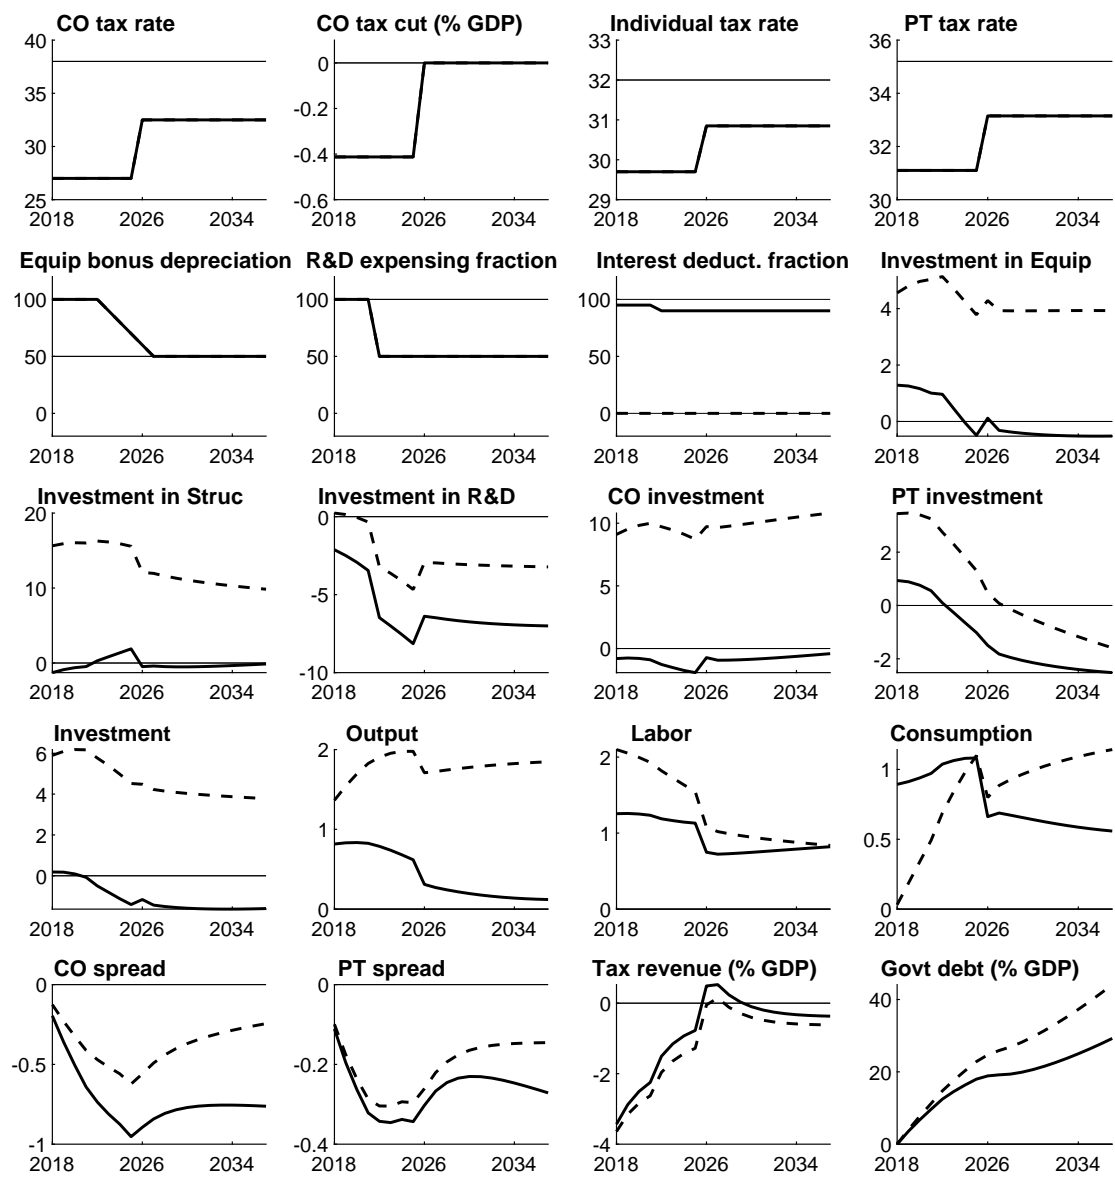 CO tax rate
40
35
30
25
2018 2026 2034
CO tax cut (% GDP)
0
-0.2
-0.4
-0.6
2018 2026 2034
Individual tax rate
33
32
31
30
29
2018 2026 2034
PT tax rate
36
34
33
31
30
2018 2026 2034
Equip bonus depreciation
100
50
0
2018 2026 2034
R&D expensing fraction
100
50
0
2018 2026 2034
Interest deduct. fraction
100
50
0
2018 2026 2034
Investment in Equip
4
2
0
2018 2026 2034
Investment in Struc
20
10
0
2018 2026 2034
Investment in R&D
0
-5
-10
2018 2026 2034
CO investment
10
5
0
2018 2026 2034
PT investment
2
0
-2
2018 2026 2034
Investment
6
4
2
0
2018 2026 2034
Output
2
1
0
2018 2026 2034
Labor
2
1
0
2018 2026 2034
Consumption
1
0.5
0
2018 2026 2034
CO spread
0
-0.5
-1
2018 2026 2034
PT spread
0
-0.2
-0.4
2018 2026 2034
Tax revenue (% GDP)
0
-2
-4
2018 2026 2034
Govt debt (% GDP)
40
20
0
2018 2026 2034